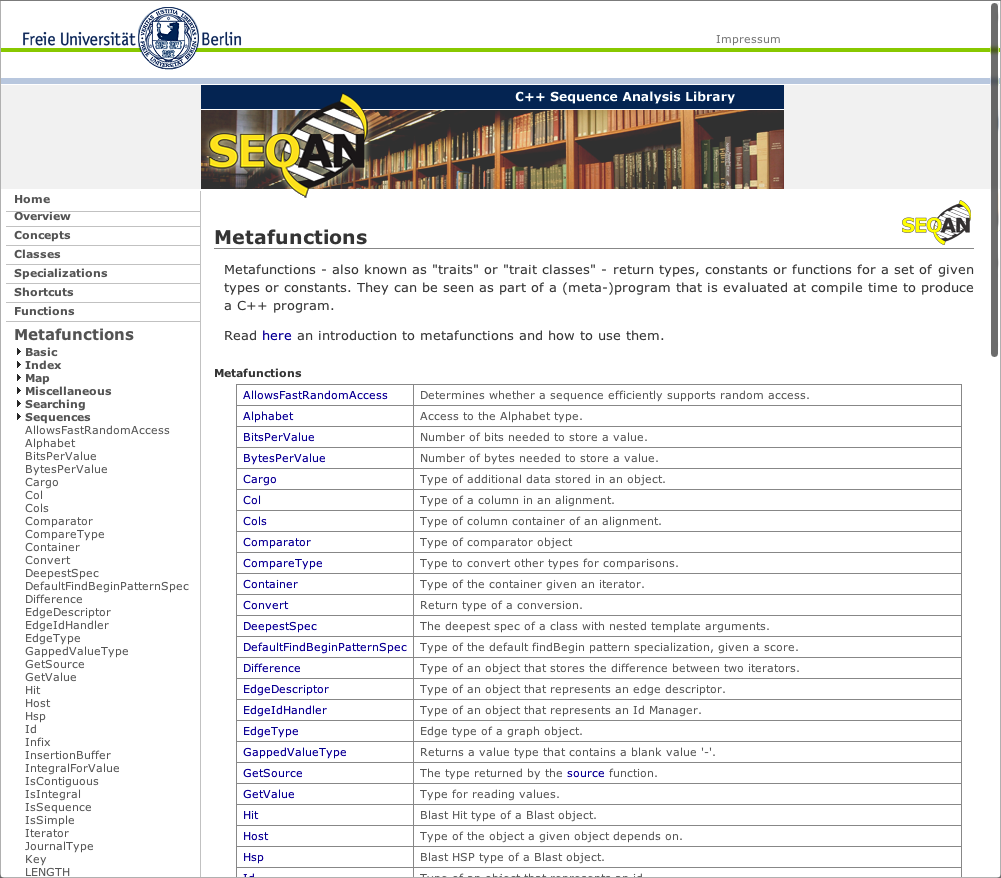 Freie Universität Berlin
Impressum
C++ Sequence Analysis Library
SEQAN
Home
Overview
Concepts
Classes
Specializations
Shortcuts
Functions
Metafunctions
Basic
Index
Map
Miscellaneous
Searching
Sequences
AllowsFastRandomAccess
Alphabet
BitsPerValue
BytesPerValue
Cargo
Col
Cols
Comparator
CompareType
Container
Convert
DeepestSpec
DefaultFindBeginPatternSpec
Difference
EdgeDescriptor
EdgeIdHandler
EdgeType
GappedValueType
GetSource
GetValue
Hit
Host
Hsp
Id
Infix
InsertionBuffer
IntegralForValue
IsContiguous
IsIntegral
IsSequence
IsSimple
Iterator
JournalType
Key
LENGTH
SEQAN
Metafunctions
Metafunctions - also known as "traits" or "trait classes" - return types, constants or functions for a set of given
types or constants. They can be seen as part of a (meta-)program that is evaluated at compile time to produce
a C++ program.
Read here an introduction to metafunctions and how to use them.
Metafunctions
AllowsFastRandomAccess Determines whether a sequence efficiently supports random access.
Alphabet Access to the Alphabet type.
BitsPerValue Number of bits needed to store a value.
BytesPerValue Number of bytes needed to store a value.
Cargo Type of additional data stored in an object.
Col Type of a column in an alignment.
Cols Type of column container of an alignment.
Comparator Type of comparator object
CompareType Type to convert other types for comparisons.
Container Type of the container given an iterator.
Convert Return type of a conversion.
DeepestSpec The deepest spec of a class with nested template arguments.
DefaultFindBeginPatternSpec Type of the default findBegin pattern specialization, given a score.
Difference Type of an object that stores the difference between two iterators.
EdgeDescriptor Type of an object that represents an edge descriptor.
EdgeIdHandler Type of an object that represents an Id Manager.
EdgeType Edge type of a graph object.
GappedValueType Returns a value type that contains a blank value '-'.
GetSource The type returned by the source function.
GetValue Type for reading values.
Hit Blast Hit type of a Blast object.
Host Type of the object a given object depends on.
Hsp Blast HSP type of a Blast object.
Id Type of an object that represents an id.